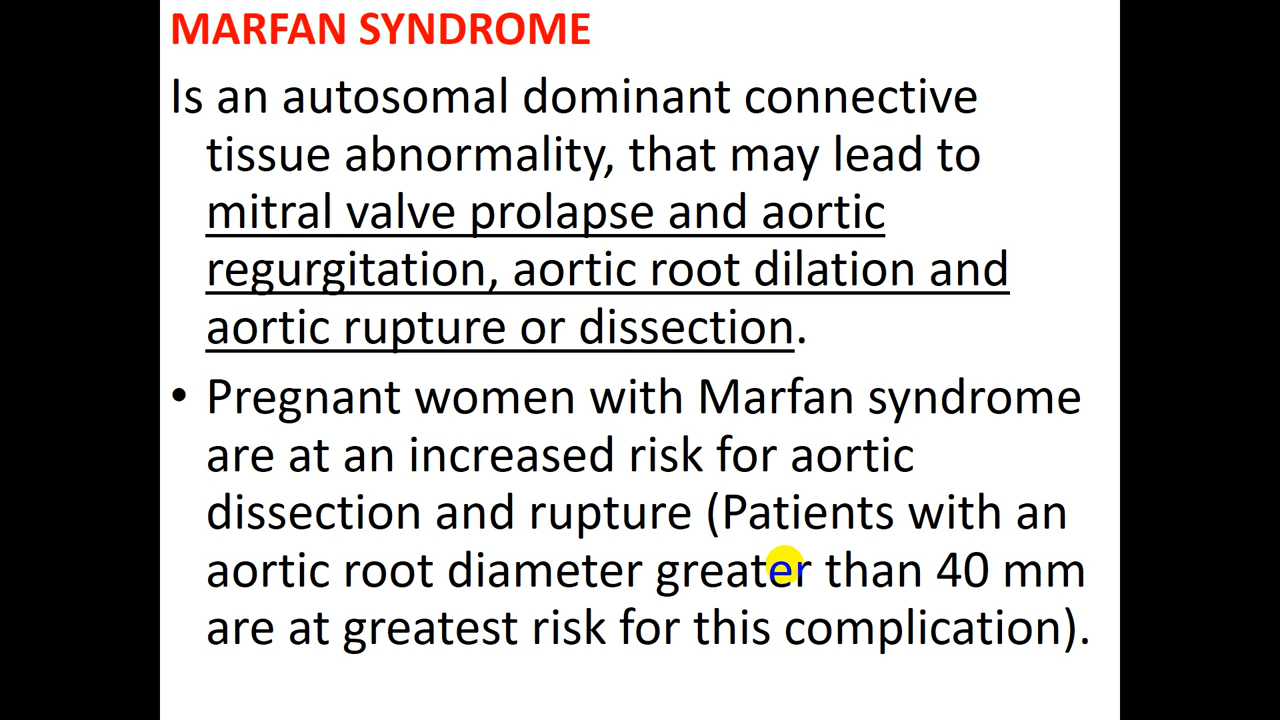 MARFAN SYNDROME
Is an autosomal dominant connective
tissue abnormality, that may lead to
mitral valve prolapse and aortic
regurgitation, aortic root dilation and
aortic rupture or dissection.
• Pregnant women with Marfan syndrome
are at an increased risk for aortic
dissection and rupture (Patients with an
aortic root diameter greater than 40 mm
are at greatest risk for this complication).